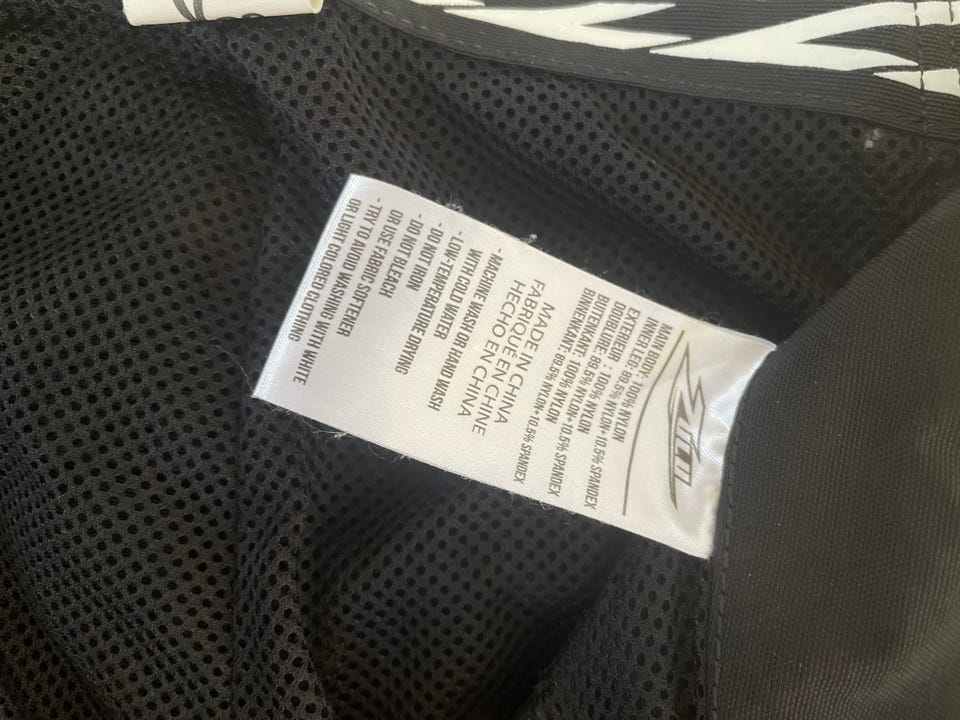 MAIN BODY: 100% NYLON
INNER LEG: 89.5% NYLON+10.5% SPANDEX
EXTERIEUR : 100% NYLON
DOUBLURE: 89.5% NYLON+10.5% SPANDEX
BUITENKANT: 100% NYLON
BINNENKANT: 89.5% NYLON+10.5% SPANDEX
MADE IN CHINA
FABRIQUÉ EN CHINE
HECHO EN CHINA
- MACHINE WASH OR HAND WASH
WITH COLD WATER
- LOW-TEMPERATURE DRYING
- DO NOT IRON
- DO NOT BLEACH
OR USE FABRIC SOFTENER
- TRY TO AVOID WASHING WITH WHITE
OR LIGHT COLORED CLOTHING